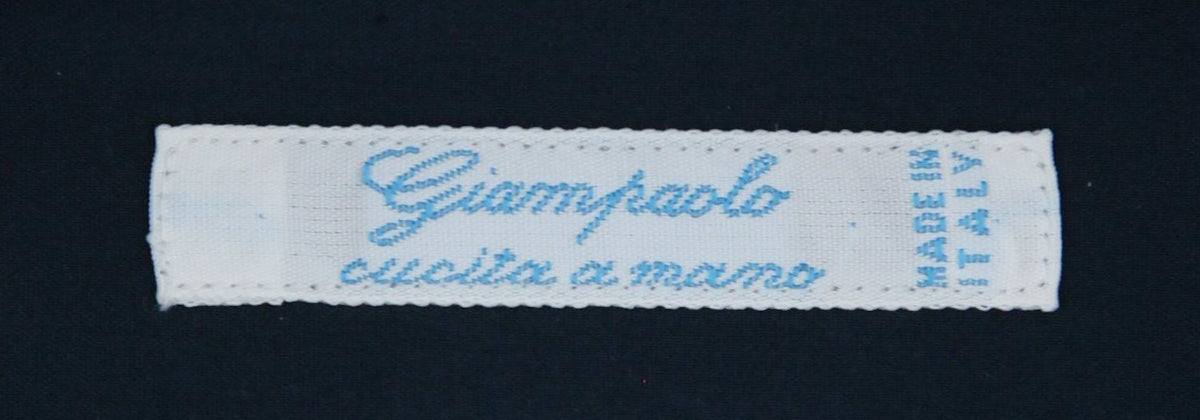 Giampaolo
cucita a mano
MADE IN
ITALY